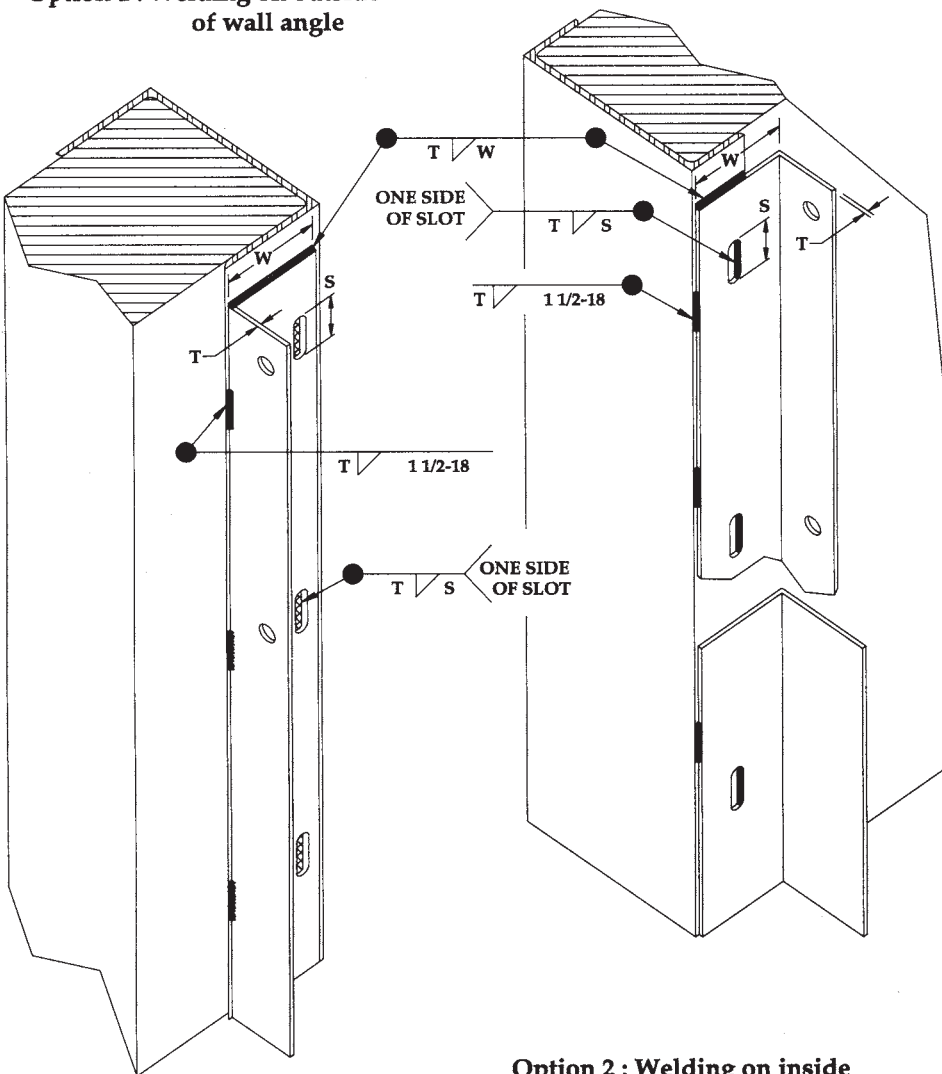 of wall angle
T W
ONE SIDE
OF SLOT
T S
T 1 1/2-18
W
S
T
W
S
T
T 1 1/2-18
T S
ONE SIDE
OF SLOT
Option 2 : Welding on inside